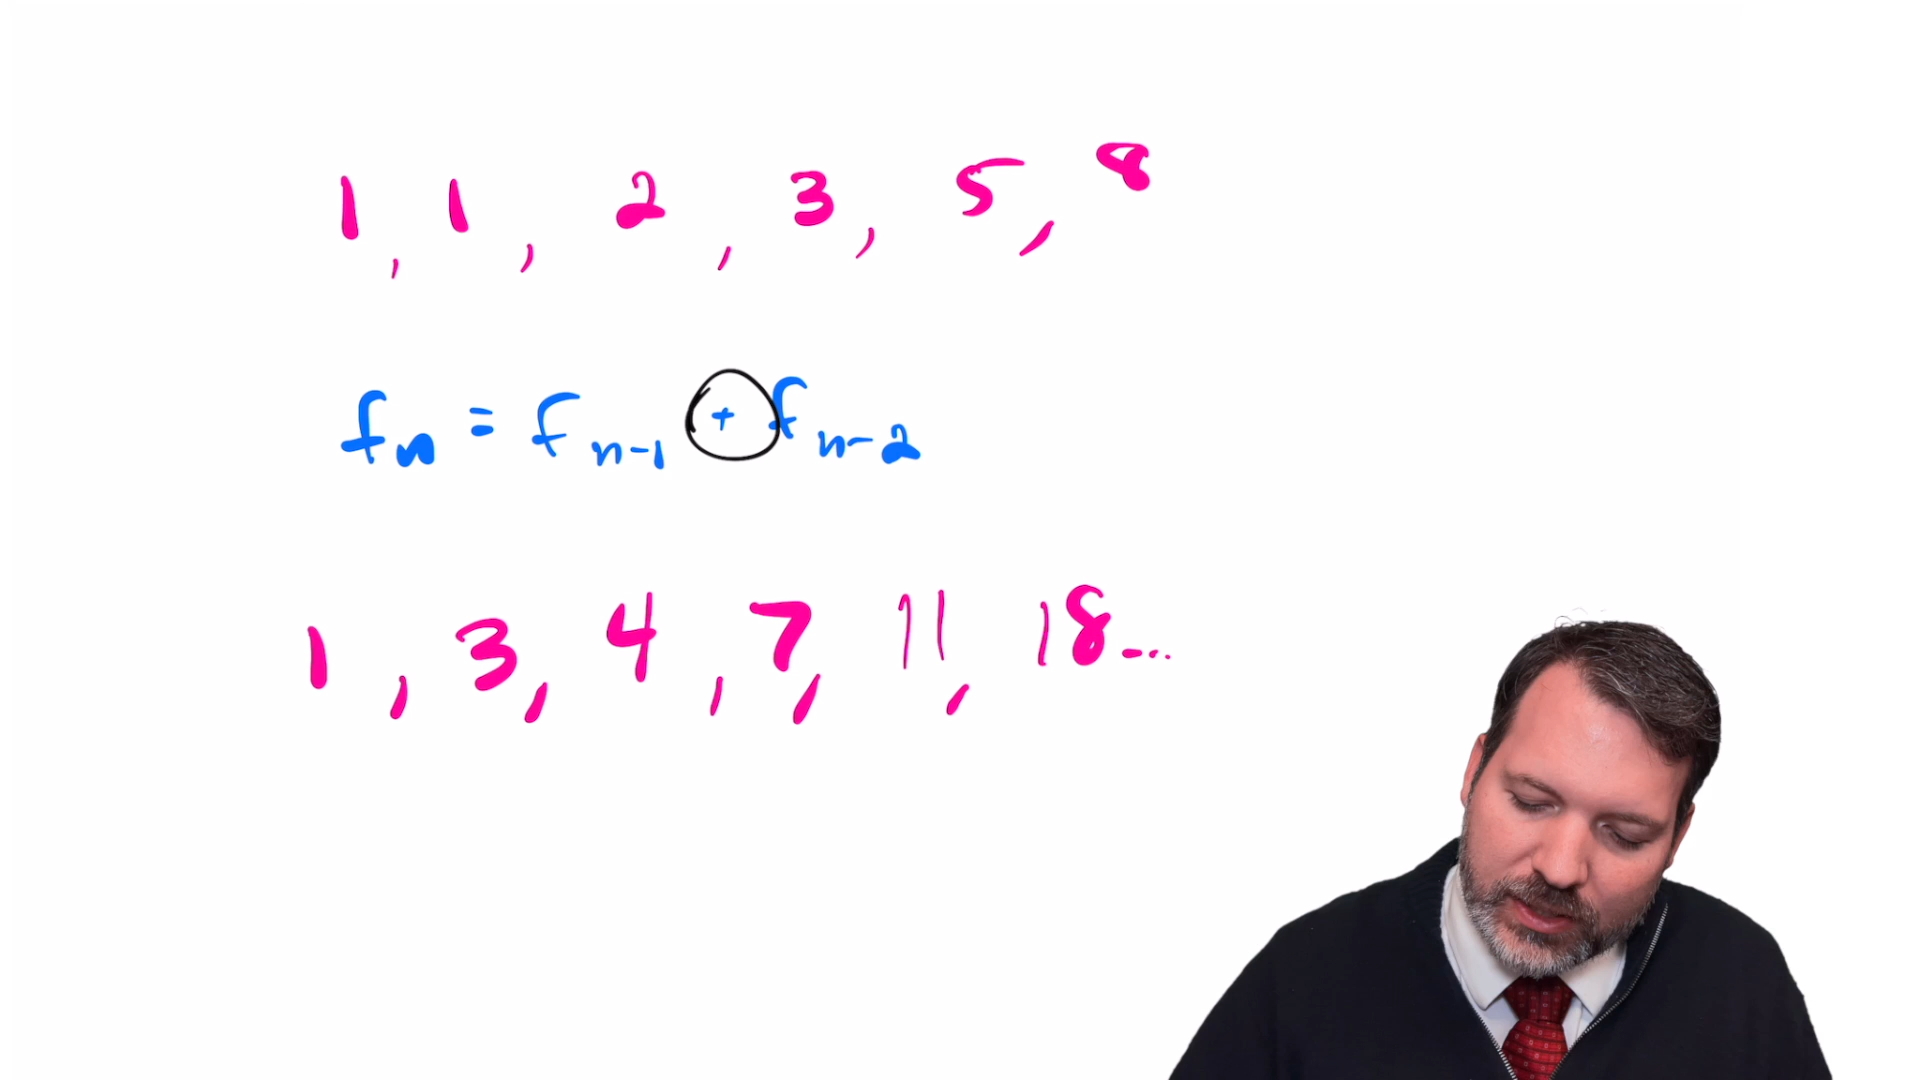 1, 1, 2, 3, 5, 8
fn = fn-1 + fn-2
1, 3, 4, 7, 11, 18...